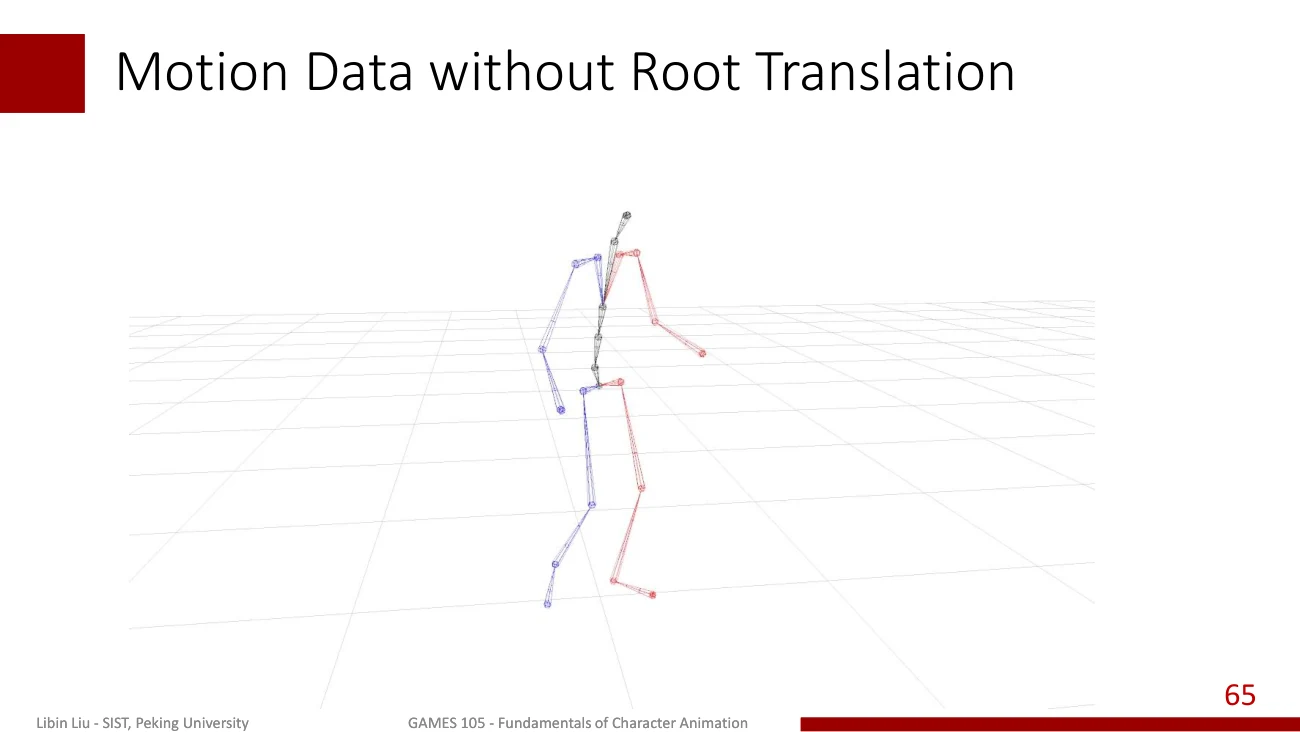 Motion Data without Root Translation
65
Libin Liu - SIST, Peking University
GAMES 105 - Fundamentals of Character Animation